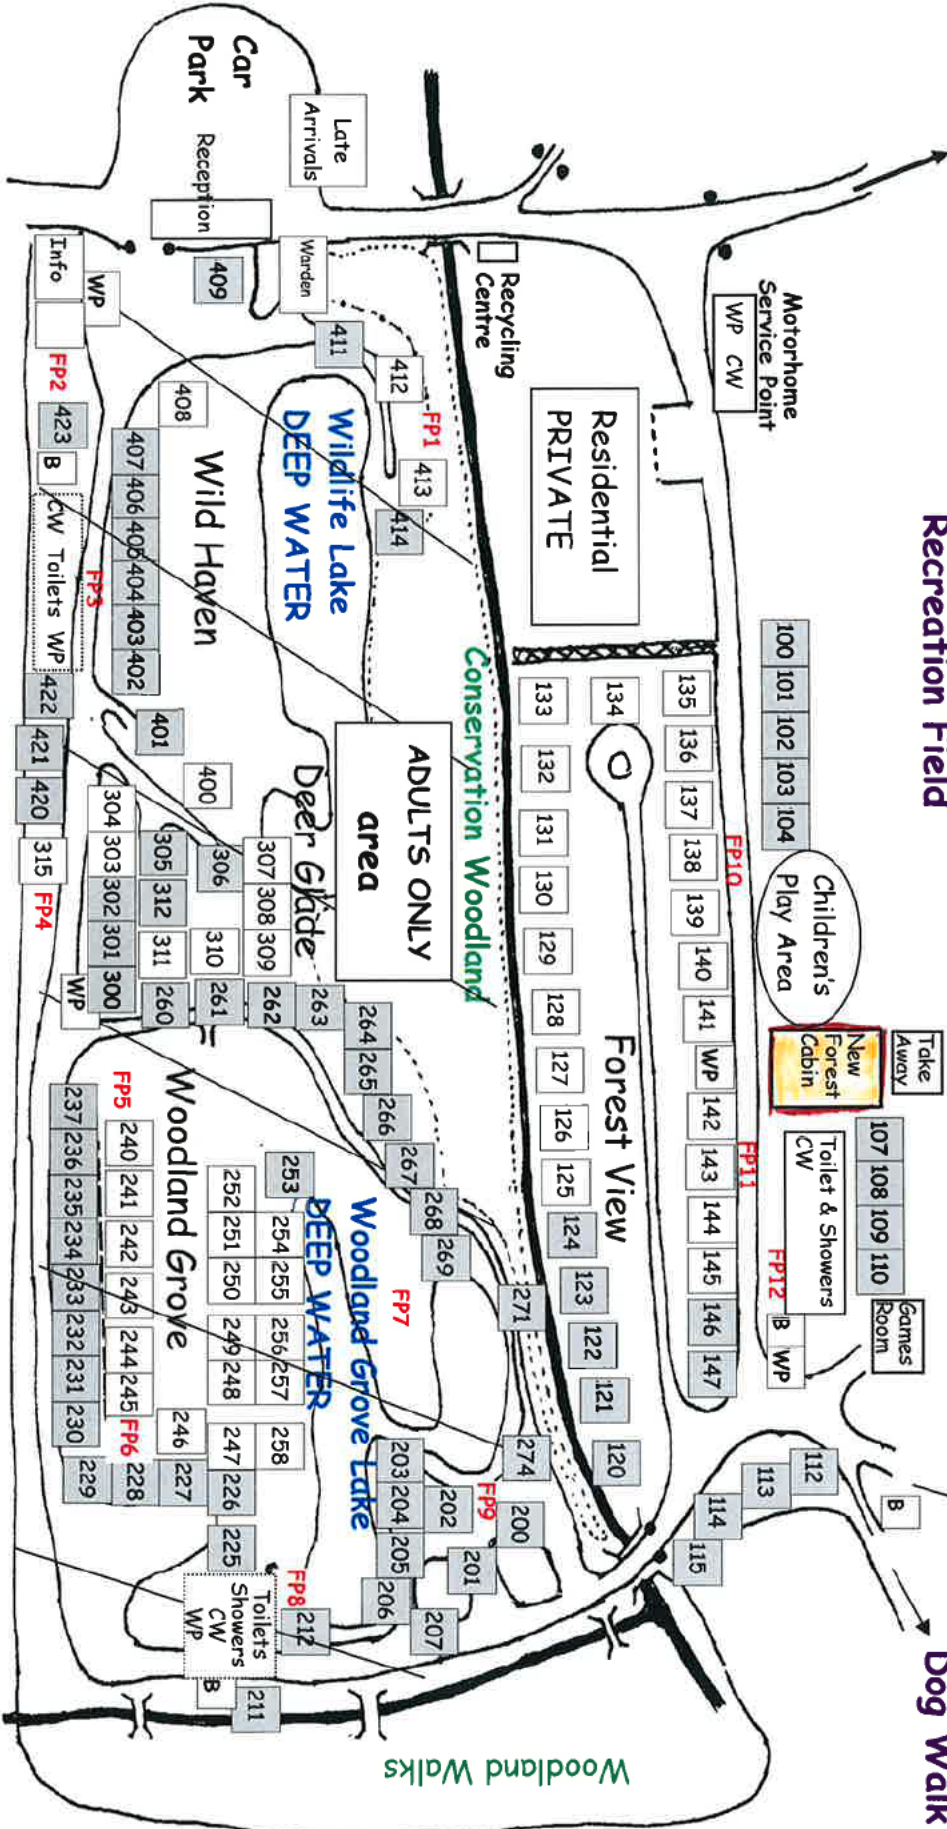 Recreation Field
Dog Walk
Motorhome
Service Point
WP CW
100
101
102
103
104
Children's
Play Area
Take
Away
New
Forest
Cabin
107
108
109
110
Toilet & Showers
CW
Games
Room
FP10
FP11
FP12
B
WP
B
112
113
114
115
Recycling
Centre
Residential
PRIVATE
135
136
137
138
139
140
141
WP
142
143
144
145
146
147
134
Forest View
133
132
131
130
129
128
127
126
125
124
123
122
121
120
Conservation Woodland
Car
Park
Late
Arrivals
Reception
Warden
409
411
412
FP1
413
414
Wildlife Lake
DEEP WATER
ADULTS ONLY
area
Deer Glade
Wild Haven
408
407
406
405
404
403
402
401
400
Info
WP
FP2
423
B
CW Toilets WP
FP3
422
421
420
315
FP4
304
303
302
301
300
305
312
311
306
310
307
308
309
WP
260
261
262
263
264
265
266
267
268
269
271
274
FP7
FP9
200
201
202
203
204
205
206
207
Woodland Grove Lake
DEEP WATER
253
254
255
256
257
258
252
251
250
249
248
247
246
Woodland Grove
FP5
240
241
242
243
244
245
FP6
237
236
235
234
233
232
231
230
229
228
227
226
225
FP8
212
Toilets
Showers
CW
WP
B
211
Woodland Walks